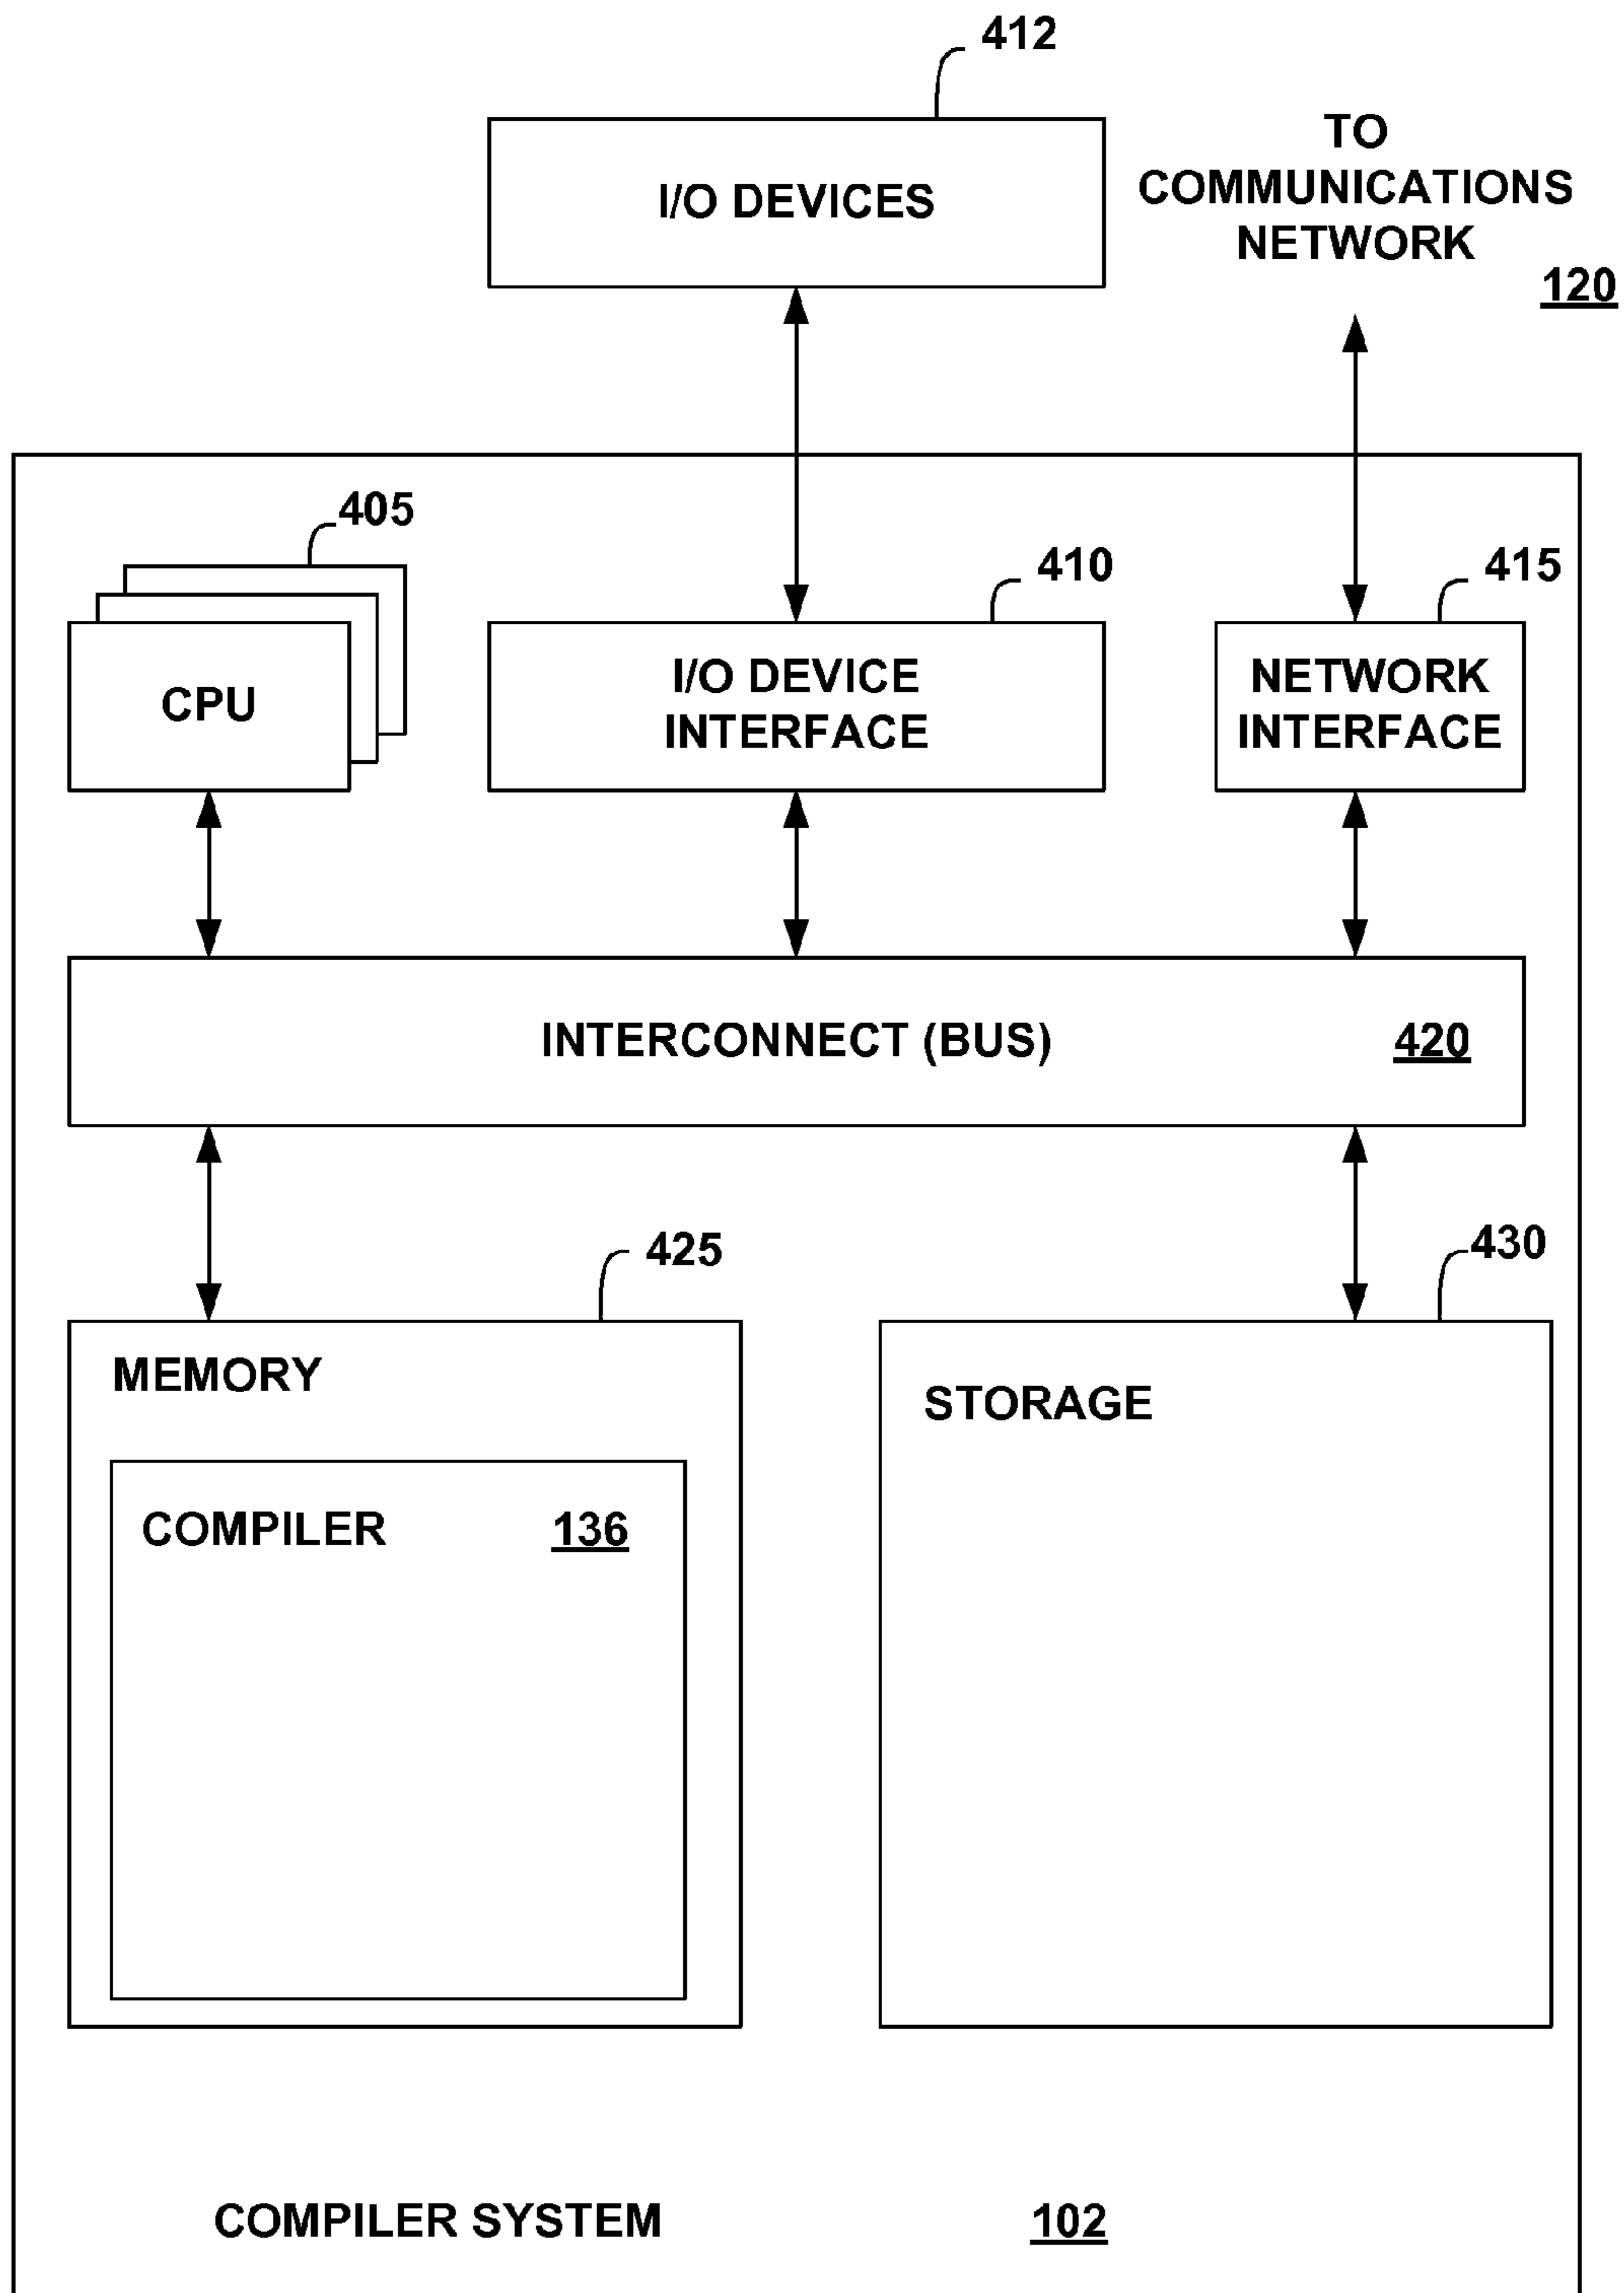 412
I/O DEVICES
TO
COMMUNICATIONS
NETWORK
120
405
410
415
CPU
I/O DEVICE
INTERFACE
NETWORK
INTERFACE
INTERCONNECT (BUS) 420
425
430
MEMORY
STORAGE
COMPILER 136
COMPILER SYSTEM 102